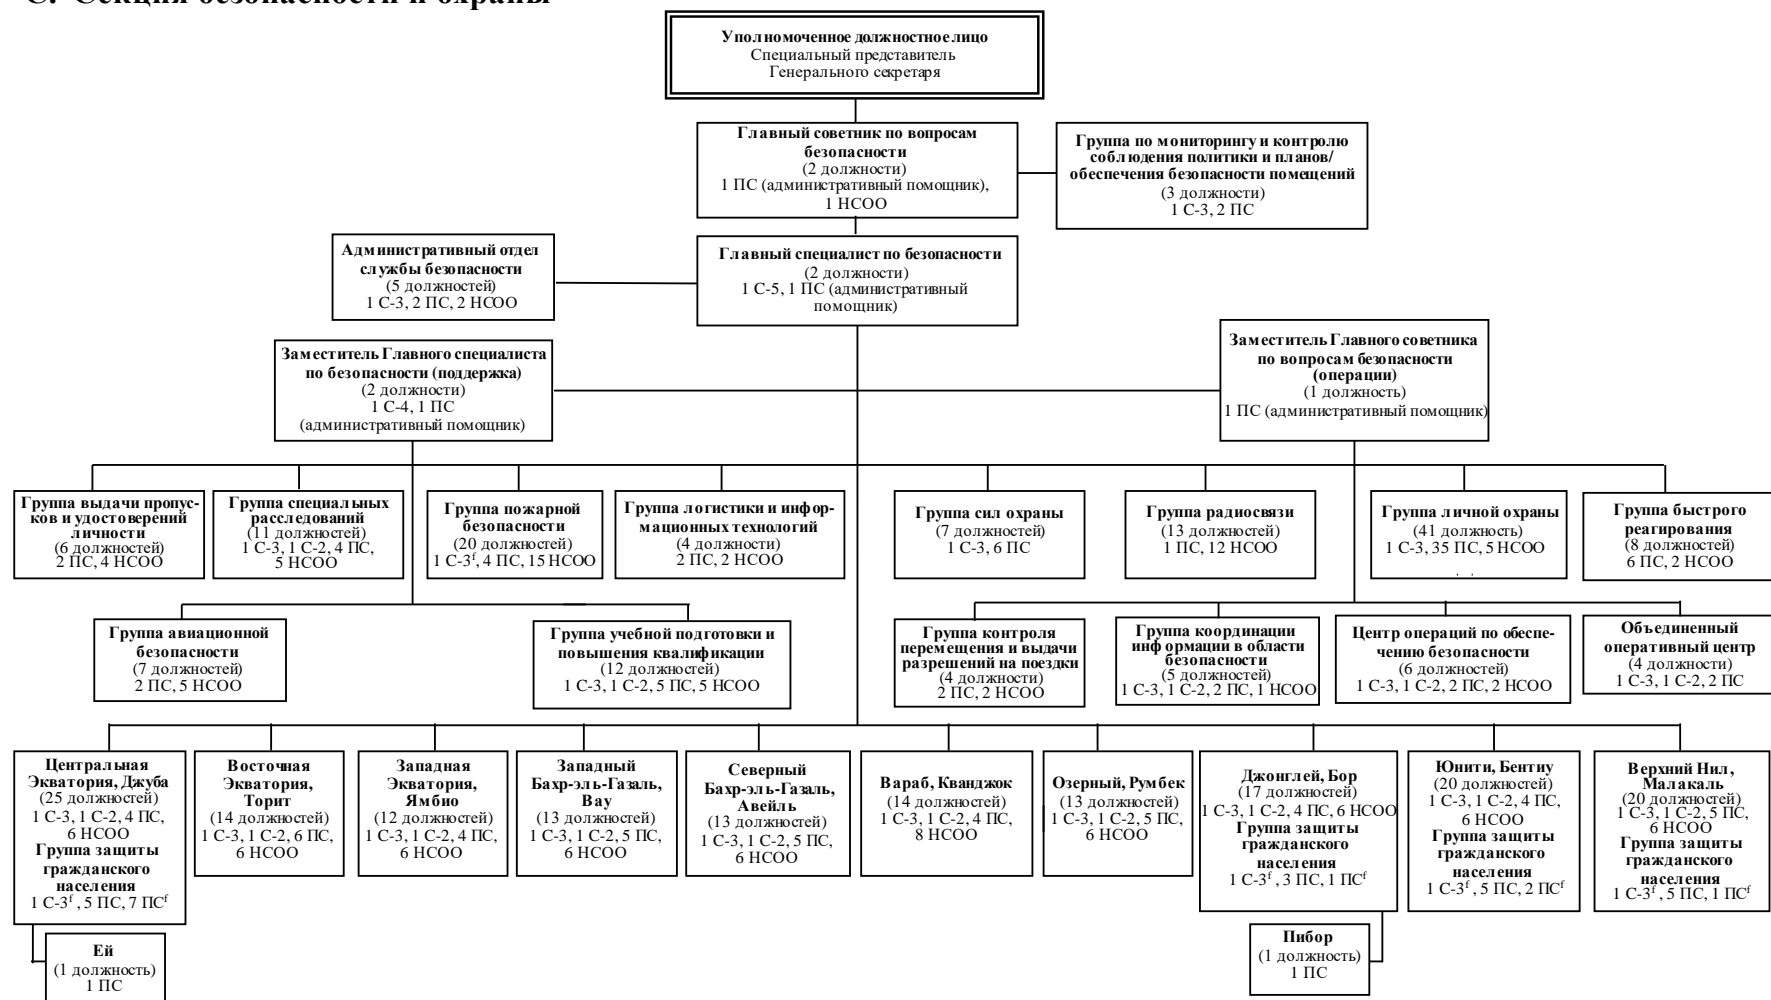 C. Секция безопасности и охраны
Уполномоченное должностное лицо
Специальный представитель
Генерального секретаря
Главный советник по вопросам
безопасности
(2 должности)
1 ПС (административный помощник),
1 НСОО
Группа по мониторингу и контролю
соблюдения политики и планов/
обеспечения безопасности помещений
(3 должности)
1 С-3, 2 ПС
Административный отдел
службы безопасности
(5 должностей)
1 С-3, 2 ПС, 2 НСОО
Главный специалист по безопасности
(2 должности)
1 С-5, 1 ПС (административный
помощник)
Заместитель Главного специалиста
по безопасности (поддержка)
(2 должности)
1 С-4, 1 ПС
(административный помощник)
Заместитель Главного советника
по вопросам безопасности
(операции)
(1 должность)
1 ПС (административный помощник)
Группа выдачи пропус-
ков и удостоверений
личности
(6 должностей)
2 ПС, 4 НСОО
Группа специальных
расследований
(11 должностей)
1 С-3, 1 С-2, 4 ПС,
5 НСОО
Группа пожарной
безопасности
(20 должностей)
1 С-3f, 4 ПС, 15 НСОО
Группа логистики и инфор-
мационных технологий
(4 должности)
2 ПС, 2 НСОО
Группа сил охраны
(7 должностей)
1 С-3, 6 ПС
Группа радиосвязи
(13 должностей)
1 ПС, 12 НСОО
Группа личной охраны
(41 должность)
1 С-3, 35 ПС, 5 НСОО
Группа быстрого
реагирования
(8 должностей)
6 ПС, 2 НСОО
Группа авиационной
безопасности
(7 должностей)
2 ПС, 5 НСОО
Группа учебной подготовки и
повышения квалификации
(12 должностей)
1 С-3, 1 С-2, 5 ПС, 5 НСОО
Группа контроля
перемещения и выдачи
разрешений на поездки
(4 должности)
2 ПС, 2 НСОО
Группа координации
информации в области
безопасности
(5 должностей)
1 С-3, 1 С-2, 2 ПС, 1 НСОО
Центр операций по обеспе-
чению безопасности
(6 должностей)
1 С-3, 1 С-2, 2 ПС, 2 НСОО
Объединенный
оперативный центр
(4 должности)
1 С-3, 1 С-2, 2 ПС
Центральная
Экватория, Джуба
(25 должностей)
1 С-3, 1 С-2, 4 ПС,
6 НСОО
Группа защиты
гражданского
населения
1 С-3f , 5 ПС, 7 ПСf
Восточная
Экватория,
Торит
(14 должностей)
1 С-3, 1 С-2, 6 ПС,
6 НСОО
Западная
Экватория,
Ямбио
(12 должностей)
1 С-3, 1 С-2, 4 ПС,
6 НСОО
Западный
Бахр-эль-Газаль,
Вау
(13 должностей)
1 С-3, 1 С-2, 5 ПС,
6 НСОО
Северный
Бахр-эль-Газаль,
Авейль
(13 должностей)
1 С-3, 1 С-2, 5 ПС,
6 НСОО
Вараб, Кванджок
(14 должностей)
1 С-3, 1 С-2, 4 ПС,
8 НСОО
Озерный, Румбек
(13 должностей)
1 С-3, 1 С-2, 5 ПС,
6 НСОО
Джонглей, Бор
(17 должностей)
1 С-3, 1 С-2, 4 ПС, 6 НСОО
Группа защиты
гражданского
населения
1 С-3f , 3 ПС, 1 ПСf
Юнити, Бентиу
(20 должностей)
1 С-3, 1 С-2, 4 ПС,
6 НСОО
Группа защиты
гражданского
населения
1 С-3f , 5 ПС, 2 ПСf
Верхний Нил,
Малакаль
(20 должностей)
1 С-3, 1 С-2, 5 ПС,
6 НСОО
Группа защиты
гражданского
населения
1 С-3f , 5 ПС, 1 ПСf
Ей
(1 должность)
1 ПС
Пибор
(1 должность)
1 ПС